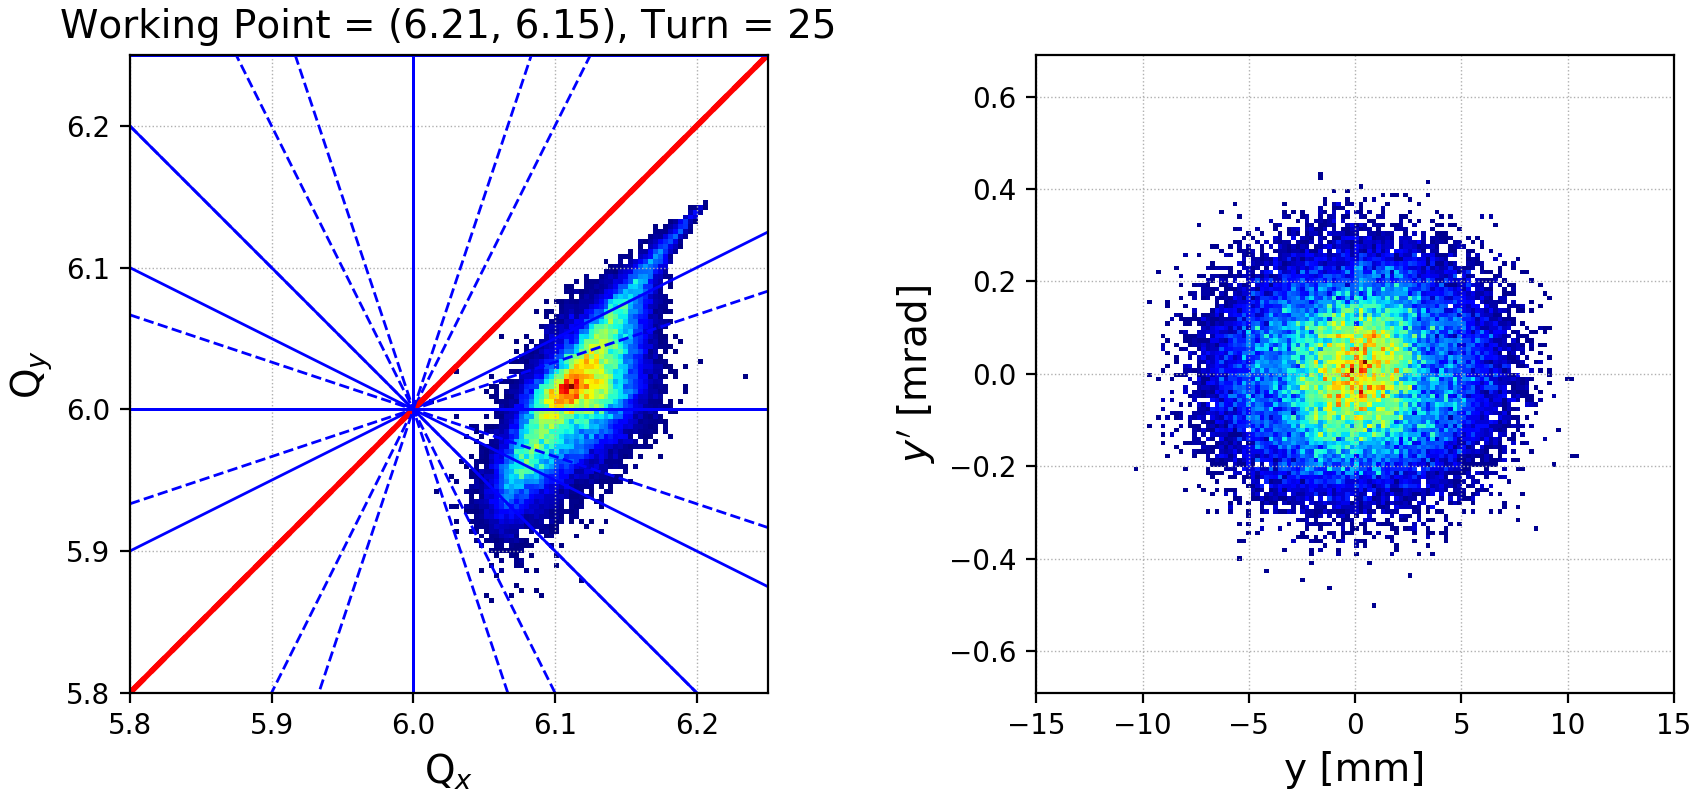 Working Point = (6.21, 6.15), Turn = 25
6.2
6.1
6.0
5.9
5.8
Qy
5.8 5.9 6.0 6.1 6.2
Qx
0.6
0.4
0.2
0.0
−0.2
−0.4
−0.6
y′ [mrad]
−15 −10 −5 0 5 10 15
y [mm]